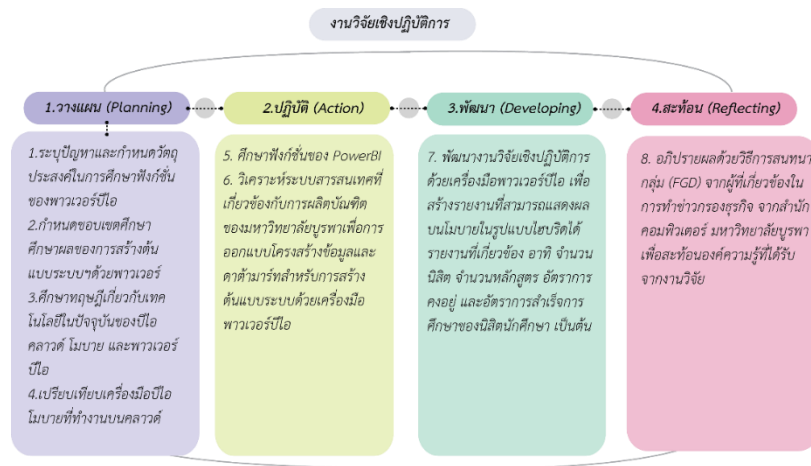 งานวิจัยเชิงปฏิบัติการ
1.วางแผน (Planning)
2.ปฏิบัติ (Action)
3.พัฒนา (Developing)
4.สะท้อน (Reflecting)
1.ระบุปัญหาและกำหนดวัตถุ
ประสงค์ในการศึกษาฟังก์ชั่น
ของพาวเวอร์บีไอ
2.กำหนดขอบเขตศึกษา
ศึกษาผลของการสร้างต้น
แบบระบบฯด้วยพาวเวอร์
3.ศึกษาทฤษฎีเกี่ยวกับเทค
โนโลยีในปัจจุบันของบีไอ
คลาวด์ โมบาย และพาวเวอร์
บีไอ
4.เปรียบเทียบเครื่องมือบีไอ
โมบายที่ทำงานบนคลาวด์
5. ศึกษาฟังก์ชั่นของ PowerBI
6. วิเคราะห์ระบบสารสนเทศที่
เกี่ยวข้องกับการผลิตบัณฑิต
ของมหาวิทยาลัยบูรพาเพื่อการ
ออกแบบโครงสร้างข้อมูลและ
ดาต้ามาร์ทสำหรับการสร้าง
ต้นแบบระบบด้วยเครื่องมือ
พาวเวอร์บีไอ
7. พัฒนางานวิจัยเชิงปฏิบัติการ
ด้วยเครื่องมือพาวเวอร์บีไอ เพื่อ
สร้างรายงานที่สามารถแสดงผล
บนโมบายในรูปแบบไฮบริดได้
รายงานที่เกี่ยวข้อง อาทิ จำนวน
นิสิต จำนวนหลักสูตร อัตราการ
คงอยู่ และอัตราการสำเร็จการ
ศึกษาของนิสิตนักศึกษา เป็นต้น
8. อภิปรายผลด้วยวิธีการสนทนา
กลุ่ม (FGD) จากผู้ที่เกี่ยวข้องใน
การทำข่าวกรองธุรกิจ จากสำนัก
คอมพิวเตอร์ มหาวิทยาลัยบูรพา
เพื่อสะท้อนองค์ความรู้ที่ได้รับ
จากงานวิจัย